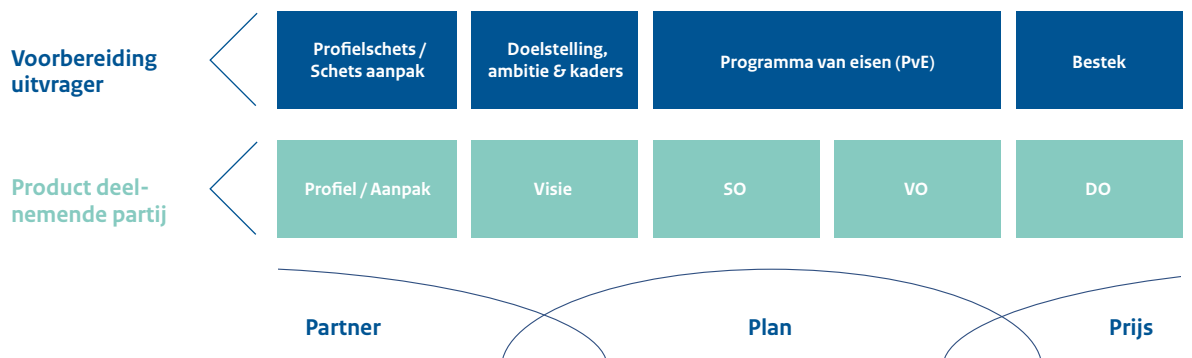 Voorbereiding
uitvrager
Profielschets /
Schets aanpak
Doelstelling,
ambitie & kaders
Programma van eisen (PvE)
Bestek
Product deel-
nemende partij
Profiel / Aanpak
Visie
SO
VO
DO
Partner
Plan
Prijs